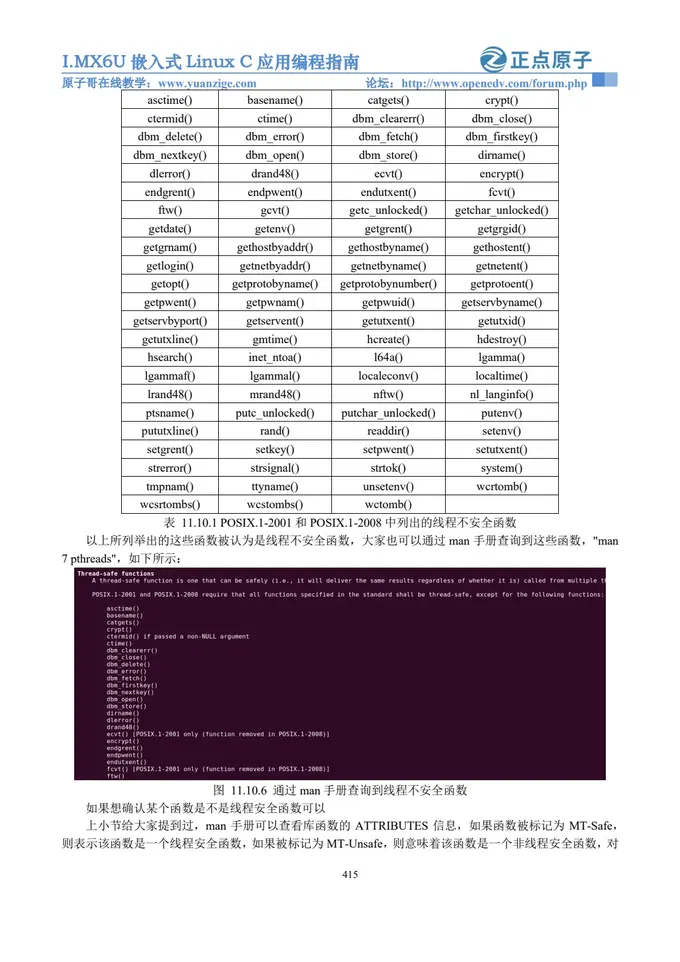 I.MX6U 嵌入式 Linux C 应用编程指南
正点原子
原子哥在线教学：www.yuanzige.com 论坛：http://www.openedv.com/forum.php
asctime() basename() catgets() crypt()
ctermid() ctime() dbm_clearerr() dbm_close()
dbm_delete() dbm_error() dbm_fetch() dbm_firstkey()
dbm_nextkey() dbm_open() dbm_store() dirname()
dlerror() drand48() ecvt() encrypt()
endgrent() endpwent() endutxent() fcvt()
ftw() gcvt() getc_unlocked() getchar_unlocked()
getdate() getenv() getgrent() getgrgid()
getgrnam() gethostbyaddr() gethostbyname() gethostent()
getlogin() getnetbyaddr() getnetbyname() getnetent()
getopt() getprotobyname() getprotobynumber() getprotoent()
getpwent() getpwnam() getpwuid() getservbyname()
getservbyport() getservent() getutxent() getutxid()
getutxline() gmtime() hcreate() hdestroy()
hsearch() inet_ntoa() l64a() lgamma()
lgammaf() lgammal() localeconv() localtime()
lrand48() mrand48() nftw() nl_langinfo()
ptsname() putc_unlocked() putchar_unlocked() putenv()
pututxline() rand() readdir() setenv()
setgrent() setkey() setpwent() setutxent()
strerror() strsignal() strtok() system()
tmpnam() ttyname() unsetenv() wcrtomb()
wcsrtombs() wcstombs() wctomb()
表 11.10.1 POSIX.1-2001 和 POSIX.1-2008 中列出的线程不安全函数
以上所列举出的这些函数被认为是线程不安全函数，大家也可以通过 man 手册查询到这些函数，"man
7 pthreads"，如下所示：
Thread-safe functions
A thread-safe function is one that can be safely (i.e., it will deliver the same results regardless of whether it is) called from multiple
POSIX.1-2001 and POSIX.1-2008 require that all functions specified in the standard shall be thread-safe, except for the following functions:
asctime()
basename()
catgets()
crypt()
ctermid() if passed a non-NULL argument
ctime()
dbm_clearerr()
dbm_close()
dbm_delete()
dbm_error()
dbm_fetch()
dbm_firstkey()
dbm_nextkey()
dbm_open()
dbm_store()
dirname()
dlerror()
drand48()
ecvt() [POSIX.1-2001 only (function removed in POSIX.1-2008)]
encrypt()
endgrent()
endpwent()
endutxent()
fcvt() [POSIX.1-2001 only (function removed in POSIX.1-2008)]
ftw()
图 11.10.6 通过 man 手册查询到线程不安全函数
如果想确认某个函数是不是线程安全函数可以
上小节给大家提到过，man 手册可以查看库函数的 ATTRIBUTES 信息，如果函数被标记为 MT-Safe，
则表示该函数是一个线程安全函数，如果被标记为 MT-Unsafe，则意味着该函数是一个非线程安全函数，对
415